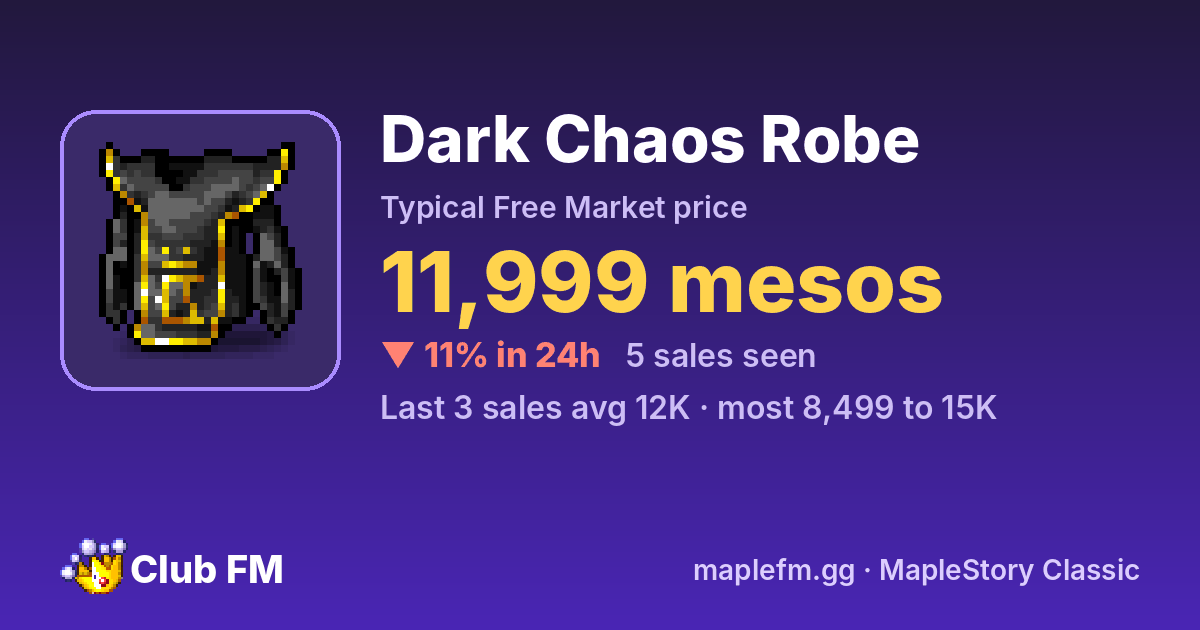 Dark Chaos Robe
Typical Free Market price
11,999 mesos
▼ 11% in 24h 5 sales seen
Last 3 sales avg 12K · most 8,499 to 15K
Club FM
maplefm.gg · MapleStory Classic